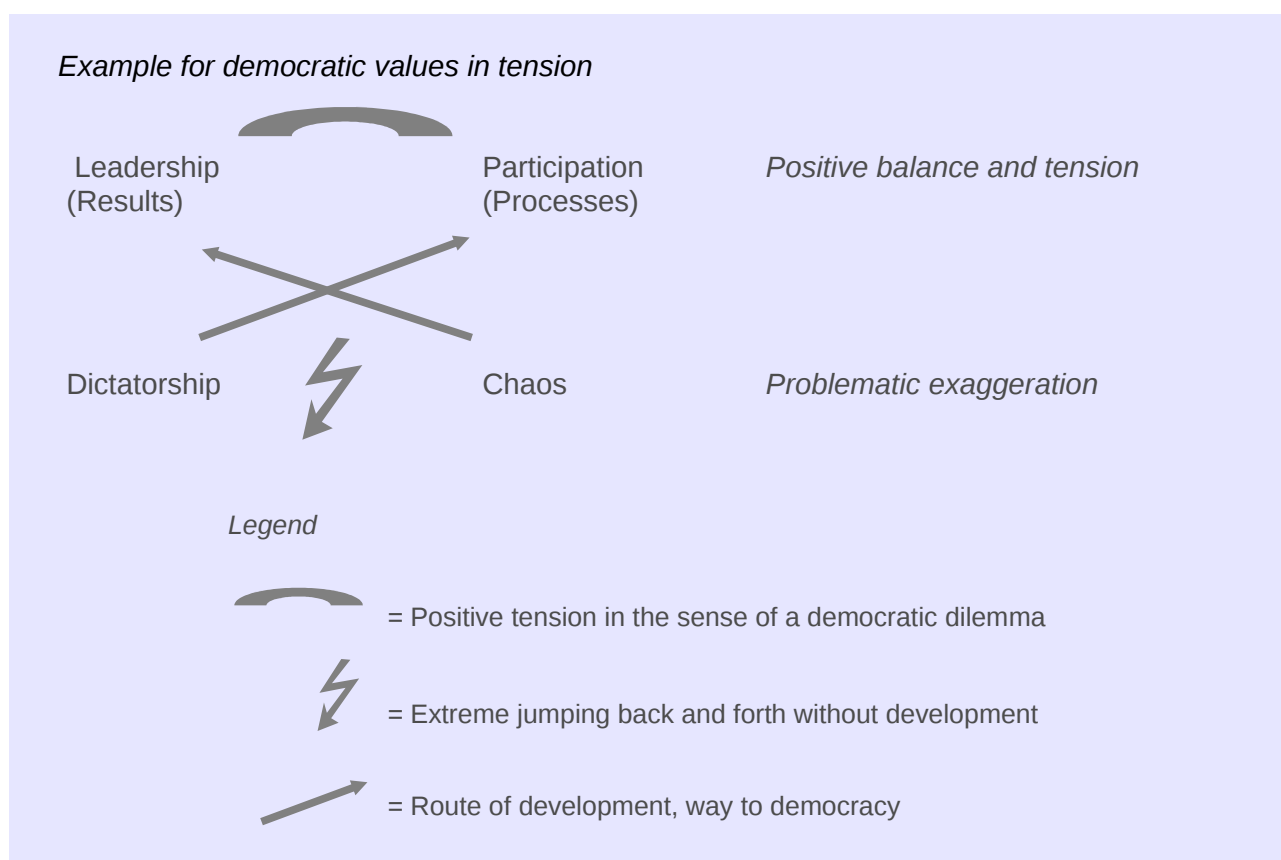 Example for democratic values in tension
Leadership Participation Positive balance and tension
(Results) (Processes)
Dictatorship Chaos Problematic exaggeration
Legend
= Positive tension in the sense of a democratic dilemma
= Extreme jumping back and forth without development
= Route of development, way to democracy